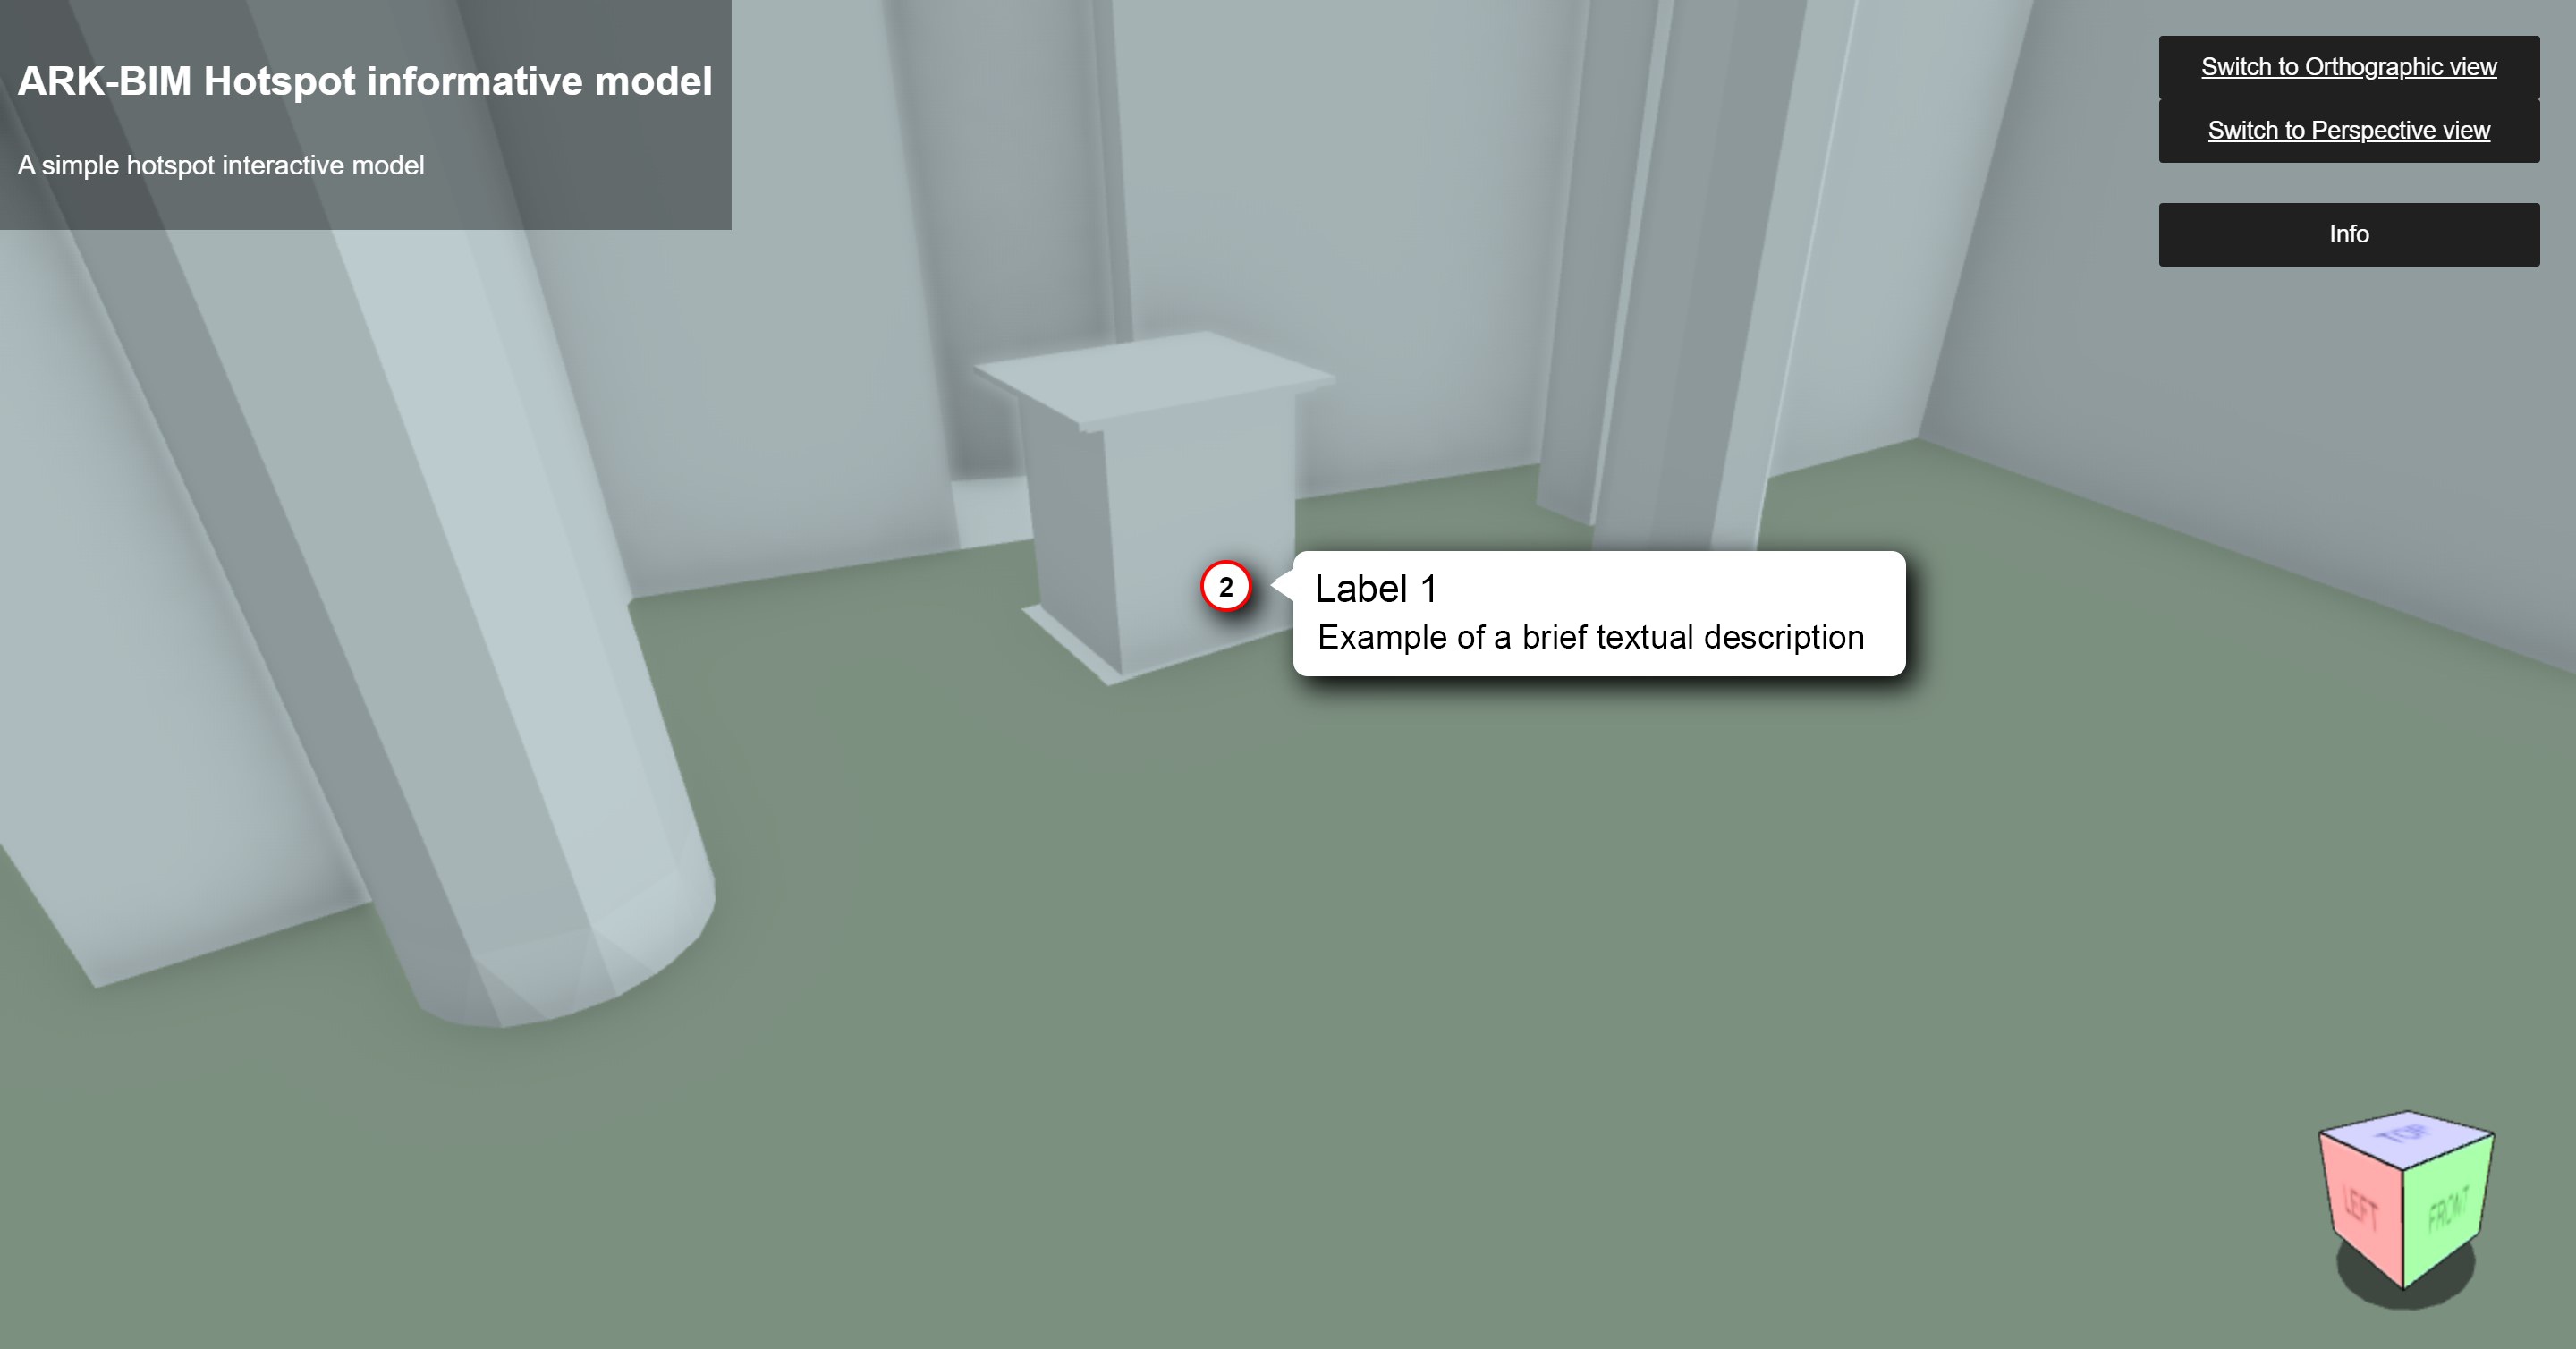 ARK-BIM Hotspot informative model
A simple hotspot interactive model
Switch to Orthographic view
Switch to Perspective view
Info
2
Label 1
Example of a brief textual description
TOP
LEFT
FRONT